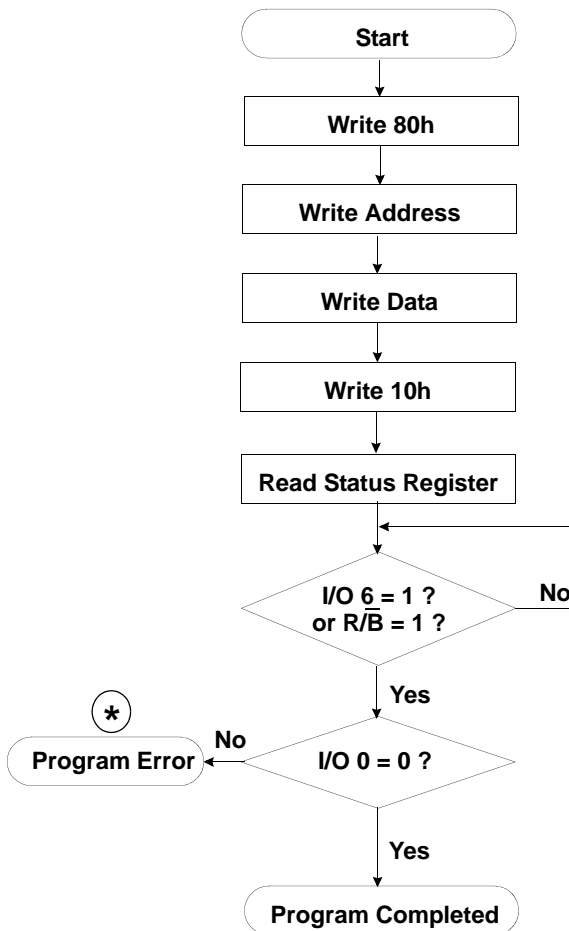 Start
Write 80h
Write Address
Write Data
Write 10h
Read Status Register
I/O 6 = 1 ?
or R/B̅ = 1 ?
No
Yes
*
No
Program Error
I/O 0 = 0 ?
Yes
Program Completed